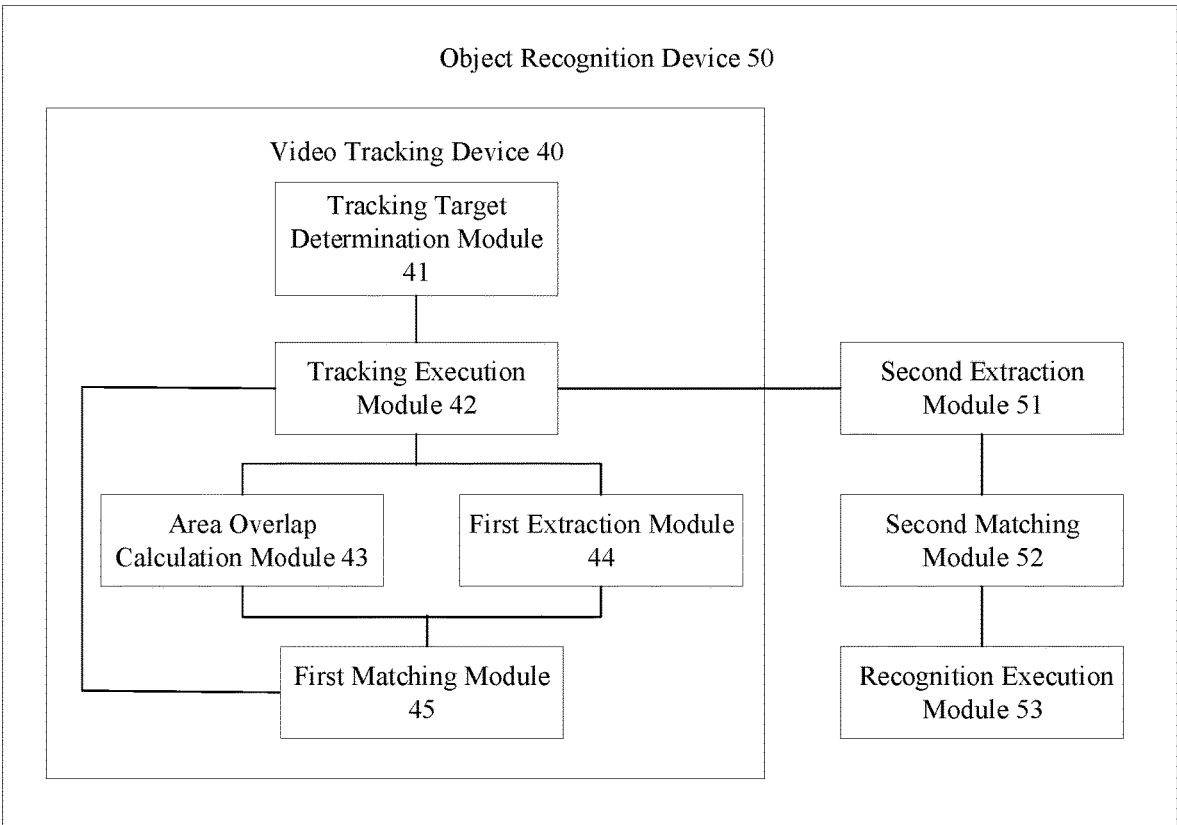 Object Recognition Device 50
Video Tracking Device 40
Tracking Target
Determination Module
41
Tracking Execution
Module 42
Second Extraction
Module 51
Area Overlap
Calculation Module 43
First Extraction Module
44
Second Matching
Module 52
First Matching Module
45
Recognition Execution
Module 53